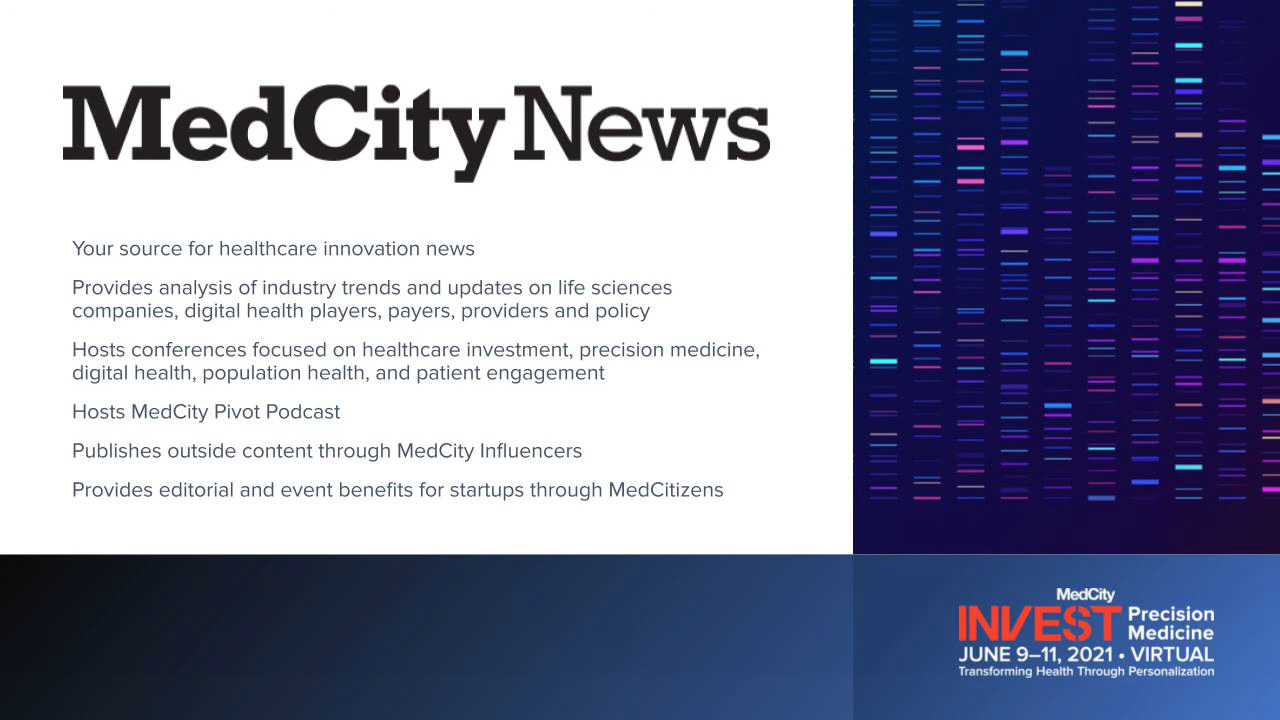 MedCity News
Your source for healthcare innovation news
Provides analysis of industry trends and updates on life sciences
companies, digital health players, payers, providers and policy
Hosts conferences focused on healthcare investment, precision medicine,
digital health, population health, and patient engagement
Hosts MedCity Pivot Podcast
Publishes outside content through MedCity Influencers
Provides editorial and event benefits for startups through MedCitizens
MedCity
INVEST Precision
Medicine
JUNE 9–11, 2021 • VIRTUAL
Transforming Health Through Personalization